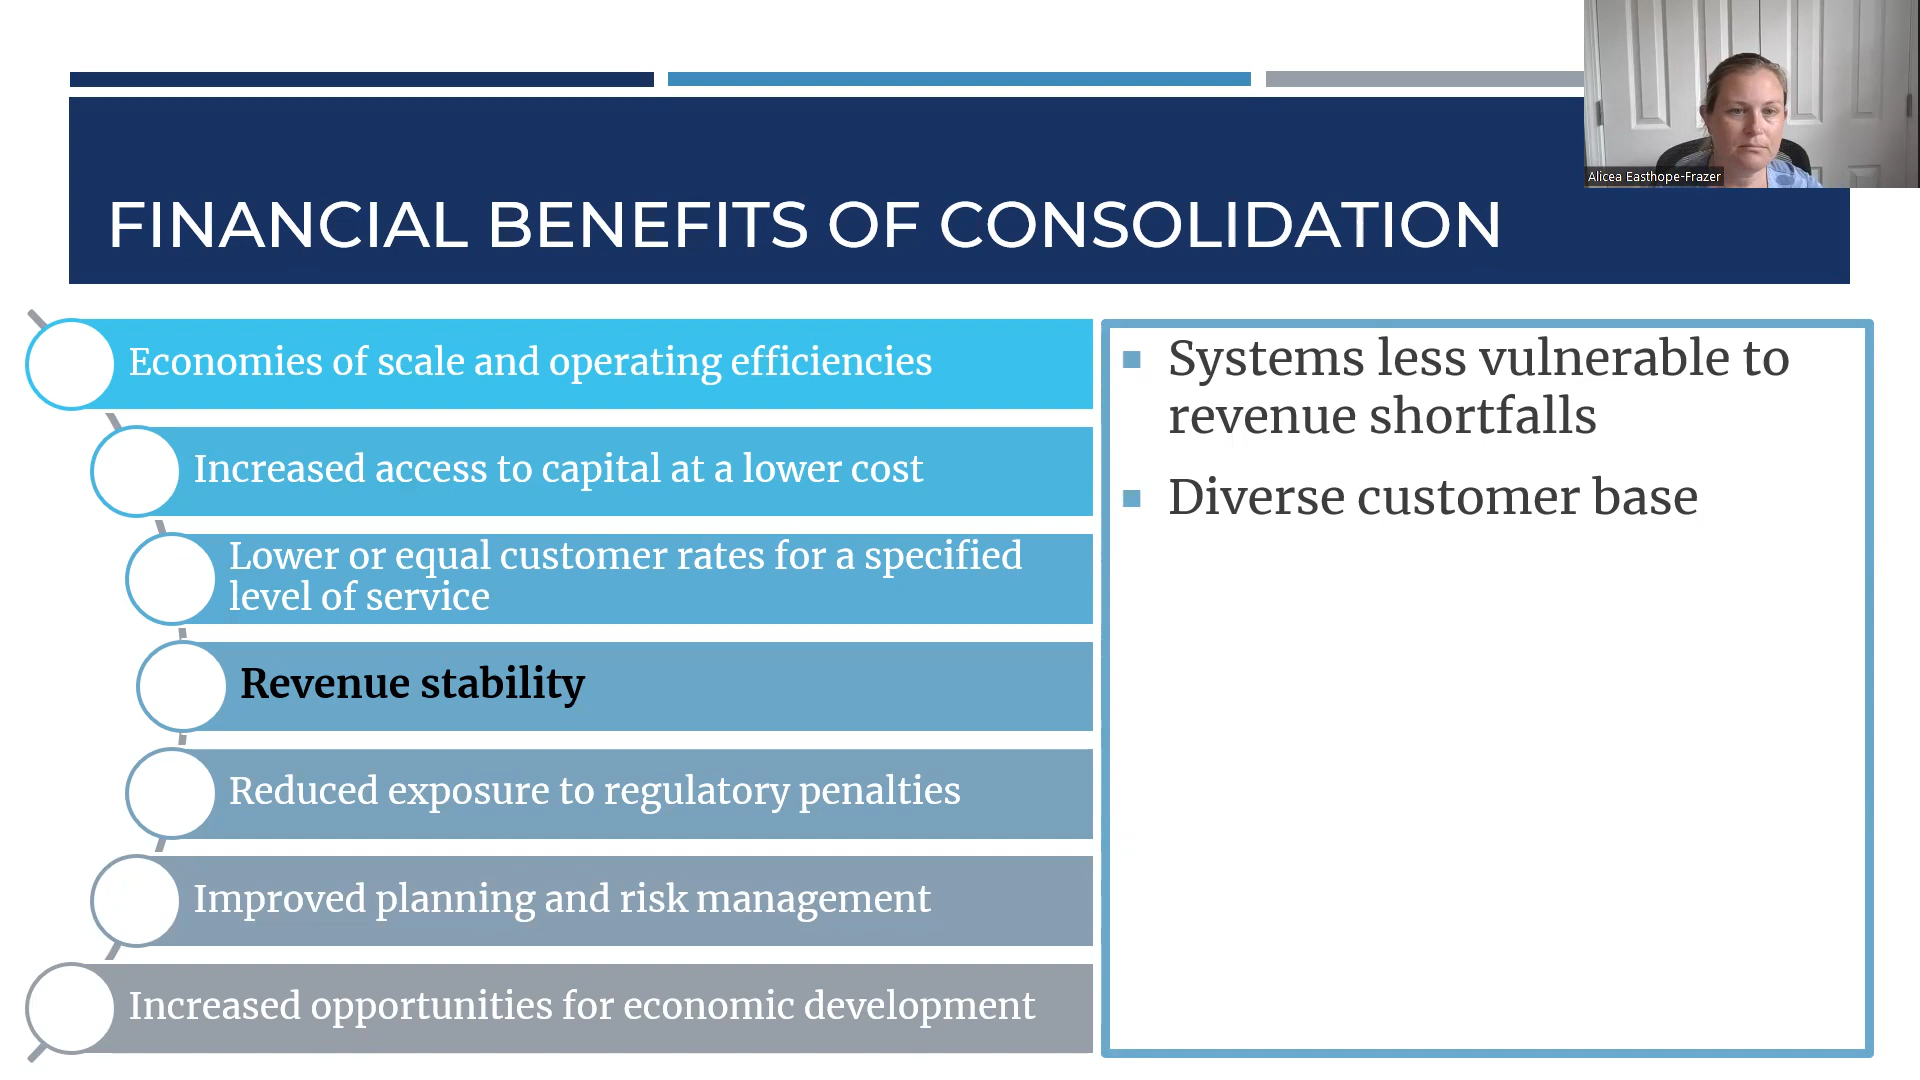 Alicea Easthope-Frazer
FINANCIAL BENEFITS OF CONSOLIDATION
Economies of scale and operating efficiencies
Increased access to capital at a lower cost
Lower or equal customer rates for a specified
level of service
Revenue stability
Reduced exposure to regulatory penalties
Improved planning and risk management
Increased opportunities for economic development
Systems less vulnerable to
revenue shortfalls
Diverse customer base